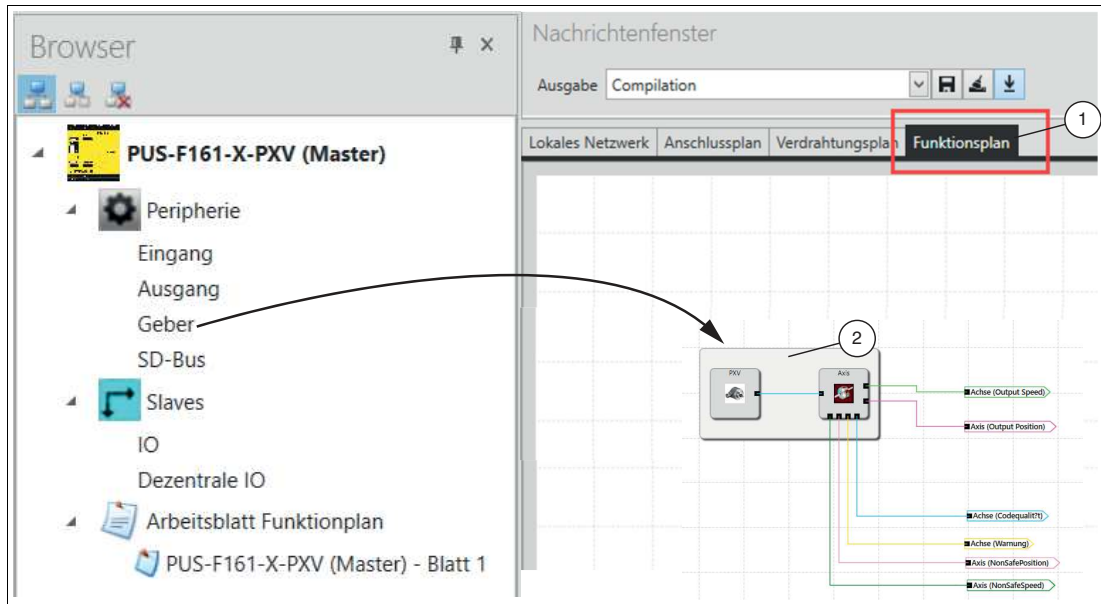 Browser
PUS-F161-X-PXV (Master)
Peripherie
Eingang
Ausgang
Geber
SD-Bus
Slaves
IO
Dezentrale IO
Arbeitsblatt Funktionplan
PUS-F161-X-PXV (Master) - Blatt 1
Nachrichtenfenster
Ausgabe Compilation
Lokales Netzwerk Anschlussplan Verdrahtungsplan Funktionsplan
1
2
PXV
Axis
Achse (Output Speed)
Axis (Output Position)
Achse (Codequalit?t)
Achse (Warnung)
Axis (NonSafePosition)
Axis (NonSafeSpeed)